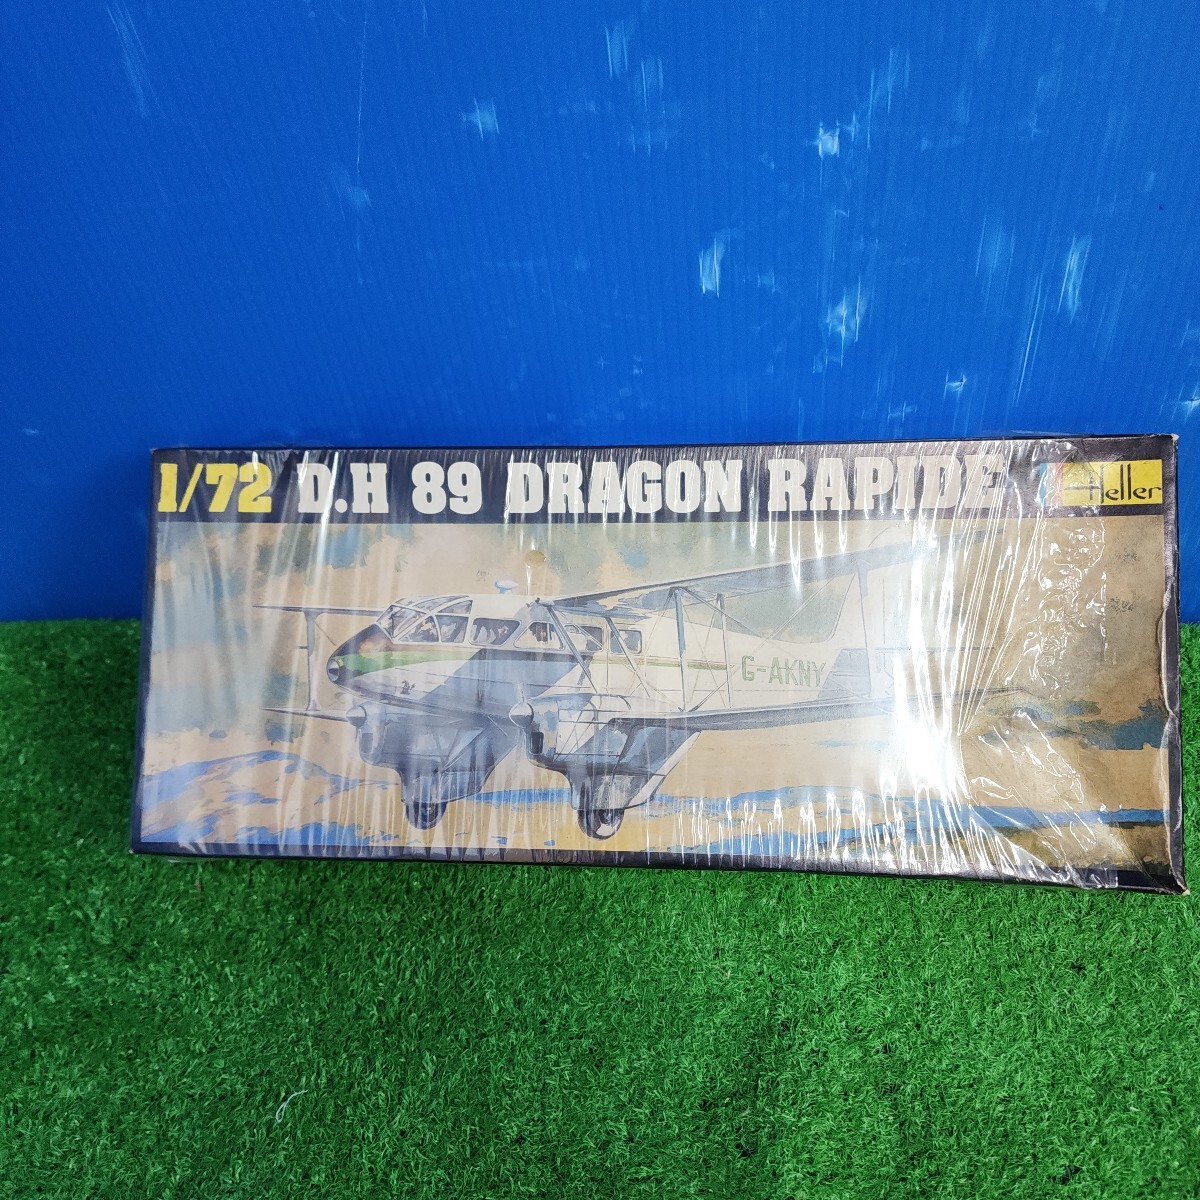 1/72 D.H 89 DRAGON RAPIDE Heller
G-AKNY